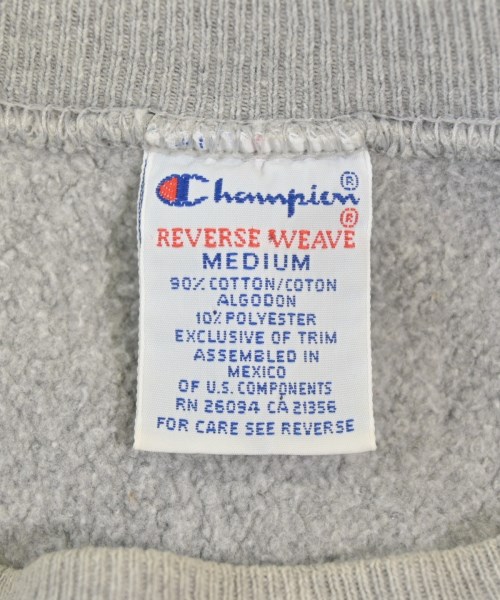 Champion®
REVERSE WEAVE®
MEDIUM
90% COTTON/COTON
ALGODON
10% POLYESTER
EXCLUSIVE OF TRIM
ASSEMBLED IN
MEXICO
OF U.S. COMPONENTS
RN 26094 CA 21356
FOR CARE SEE REVERSE